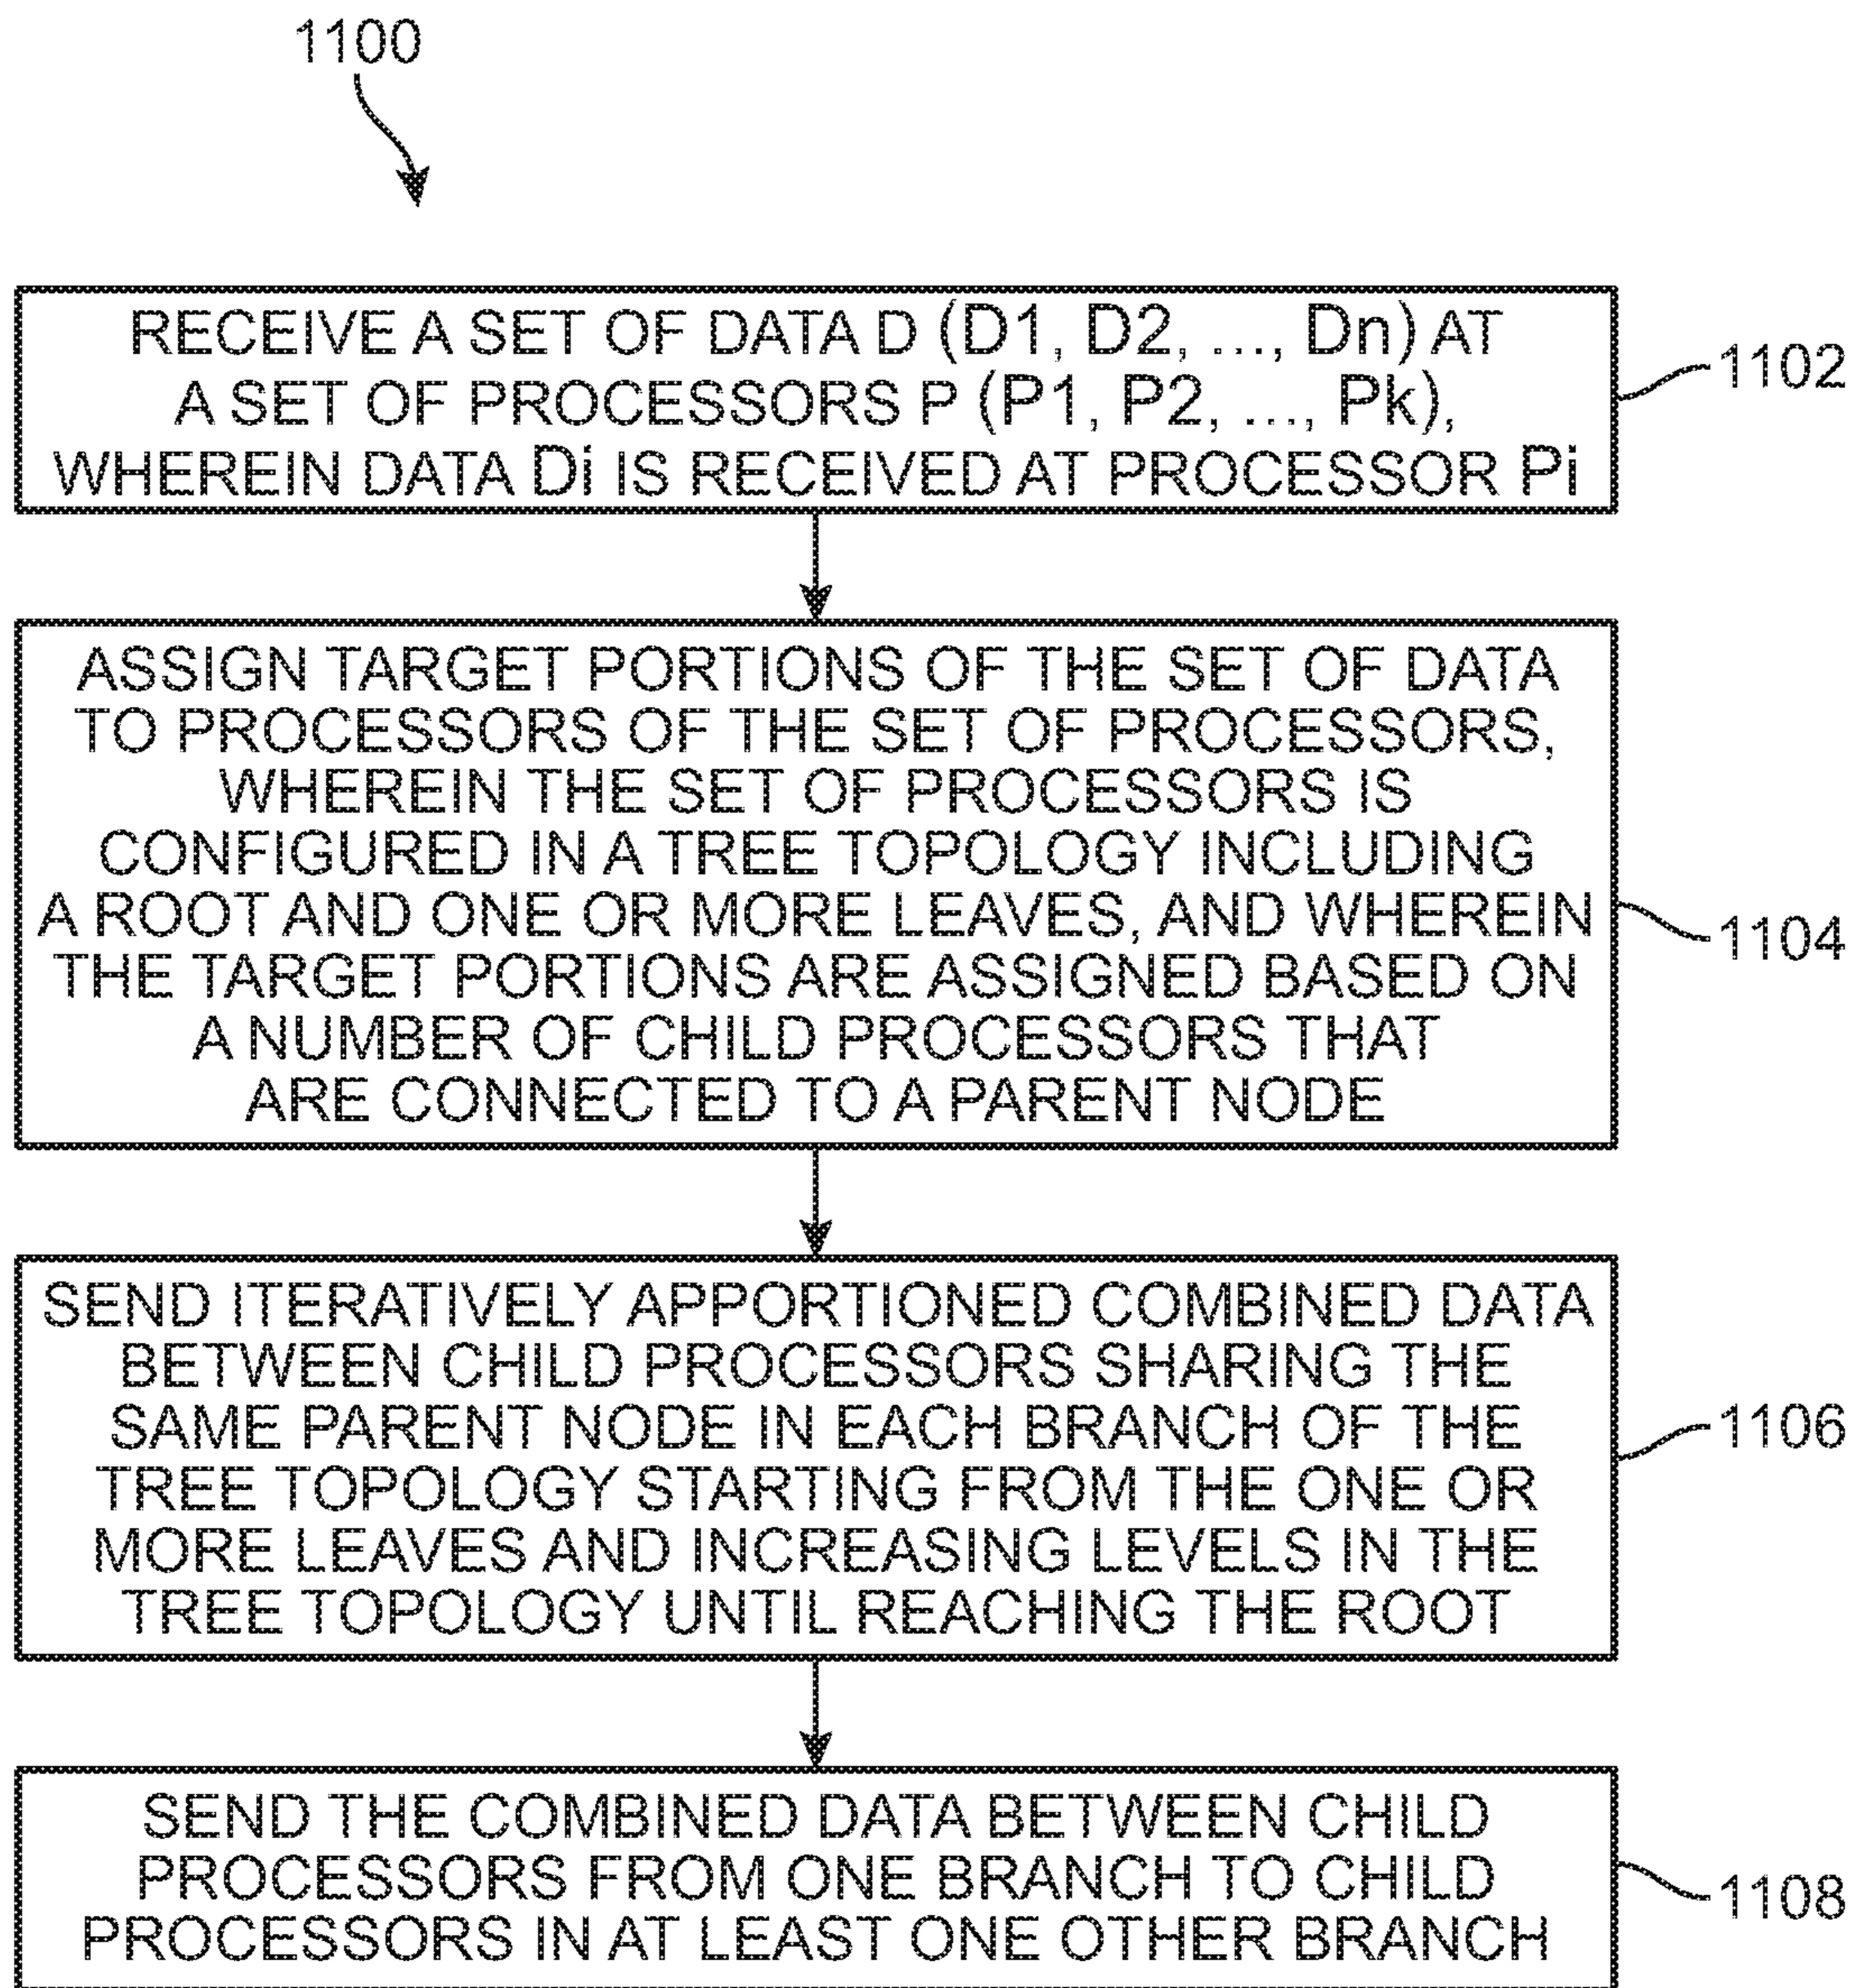 1100
RECEIVE A SET OF DATA D (D1, D2, ..., Dn) AT
A SET OF PROCESSORS P (P1, P2, ..., Pk),
WHEREIN DATA Di IS RECEIVED AT PROCESSOR Pi
1102
ASSIGN TARGET PORTIONS OF THE SET OF DATA
TO PROCESSORS OF THE SET OF PROCESSORS,
WHEREIN THE SET OF PROCESSORS IS
CONFIGURED IN A TREE TOPOLOGY INCLUDING
A ROOT AND ONE OR MORE LEAVES, AND WHEREIN
THE TARGET PORTIONS ARE ASSIGNED BASED ON
A NUMBER OF CHILD PROCESSORS THAT
ARE CONNECTED TO A PARENT NODE
1104
SEND ITERATIVELY APPORTIONED COMBINED DATA
BETWEEN CHILD PROCESSORS SHARING THE
SAME PARENT NODE IN EACH BRANCH OF THE
TREE TOPOLOGY STARTING FROM THE ONE OR
MORE LEAVES AND INCREASING LEVELS IN THE
TREE TOPOLOGY UNTIL REACHING THE ROOT
1106
SEND THE COMBINED DATA BETWEEN CHILD
PROCESSORS FROM ONE BRANCH TO CHILD
PROCESSORS IN AT LEAST ONE OTHER BRANCH
1108